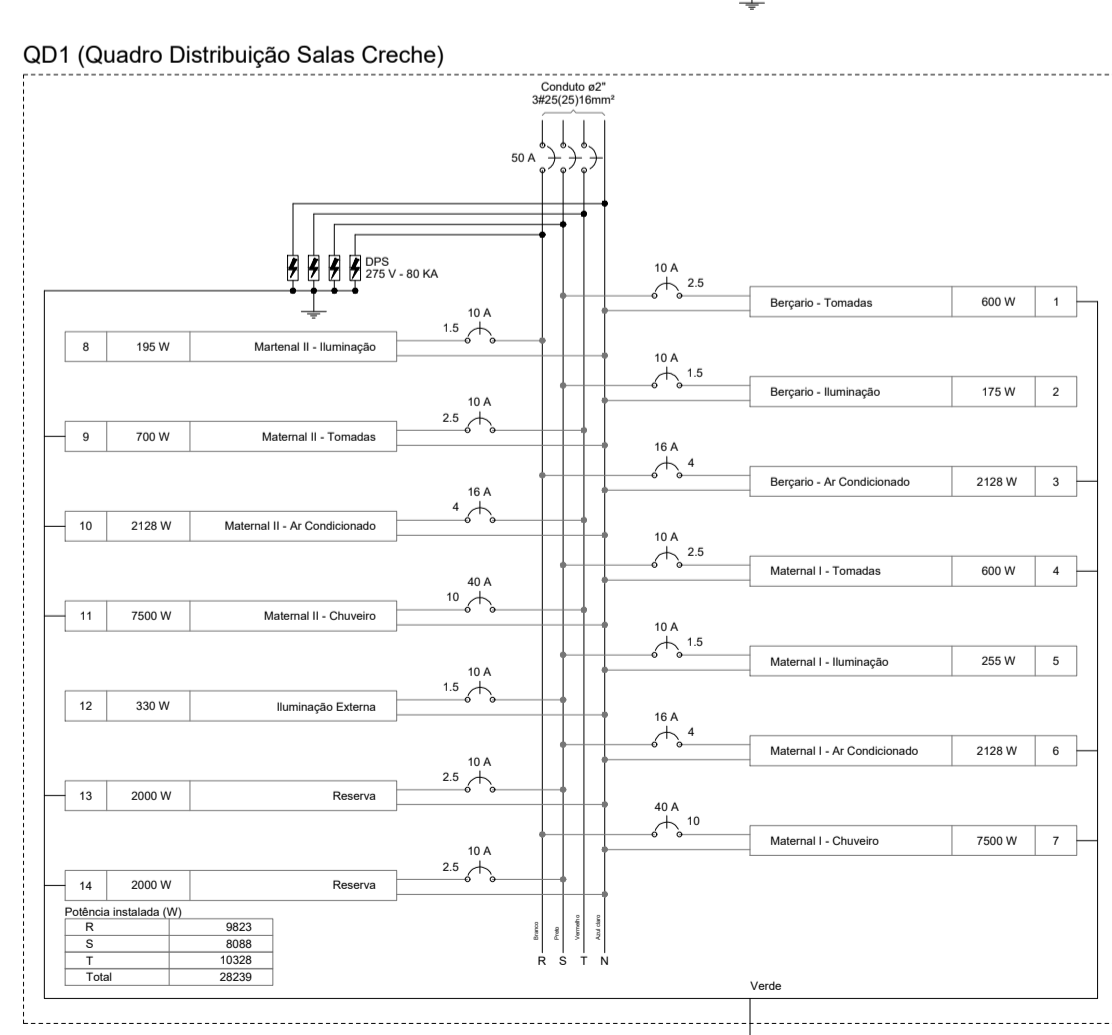 QD1 (Quadro Distribuição Salas Creche)
Conduto ø2"
3#25(25)16mm²
50 A
DPS
275 V - 80 KA
10 A
2.5
Berçario - Tomadas 600 W 1
10 A
1.5
8 195 W Martenal II - Iluminação
10 A
1.5
Berçario - Iluminação 175 W 2
10 A
2.5
9 700 W Maternal II - Tomadas
16 A
4
Berçario - Ar Condicionado 2128 W 3
16 A
4
10 2128 W Maternal II - Ar Condicionado
10 A
2.5
Maternal I - Tomadas 600 W 4
40 A
10
11 7500 W Maternal II - Chuveiro
10 A
1.5
Maternal I - Iluminação 255 W 5
10 A
1.5
12 330 W Iluminação Externa
16 A
4
Maternal I - Ar Condicionado 2128 W 6
10 A
2.5
13 2000 W Reserva
40 A
10
Maternal I - Chuveiro 7500 W 7
10 A
2.5
14 2000 W Reserva
Potência instalada (W)
R 9823
S 8088
T 10328
Total 28239
Branco
Preto
Vermelho
Azul claro
R S T N
Verde